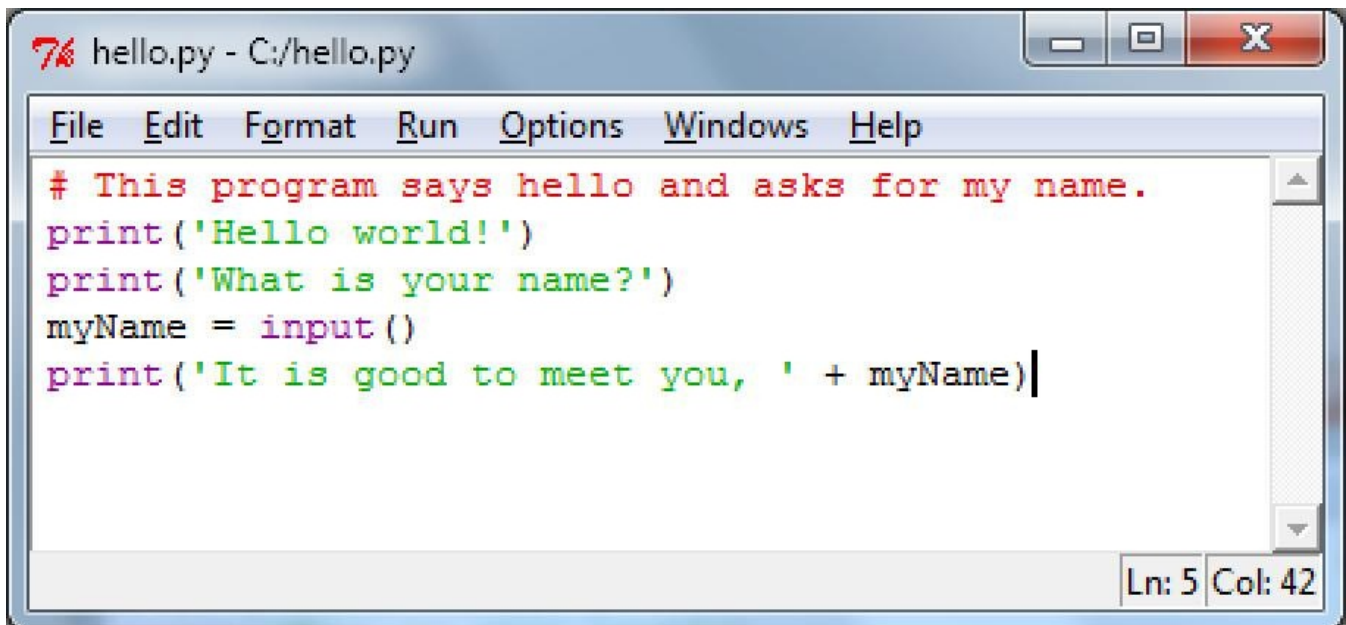 hello.py - C:/hello.py
File Edit Format Run Options Windows Help
# This program says hello and asks for my name.
print('Hello world!')
print('What is your name?')
myName = input()
print('It is good to meet you, ' + myName)
Ln: 5 Col: 42